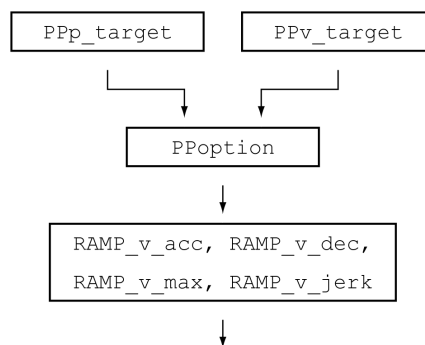 PPp_target
PPv_target
PPoption
RAMP_v_acc, RAMP_v_dec,
RAMP_v_max, RAMP_v_jerk